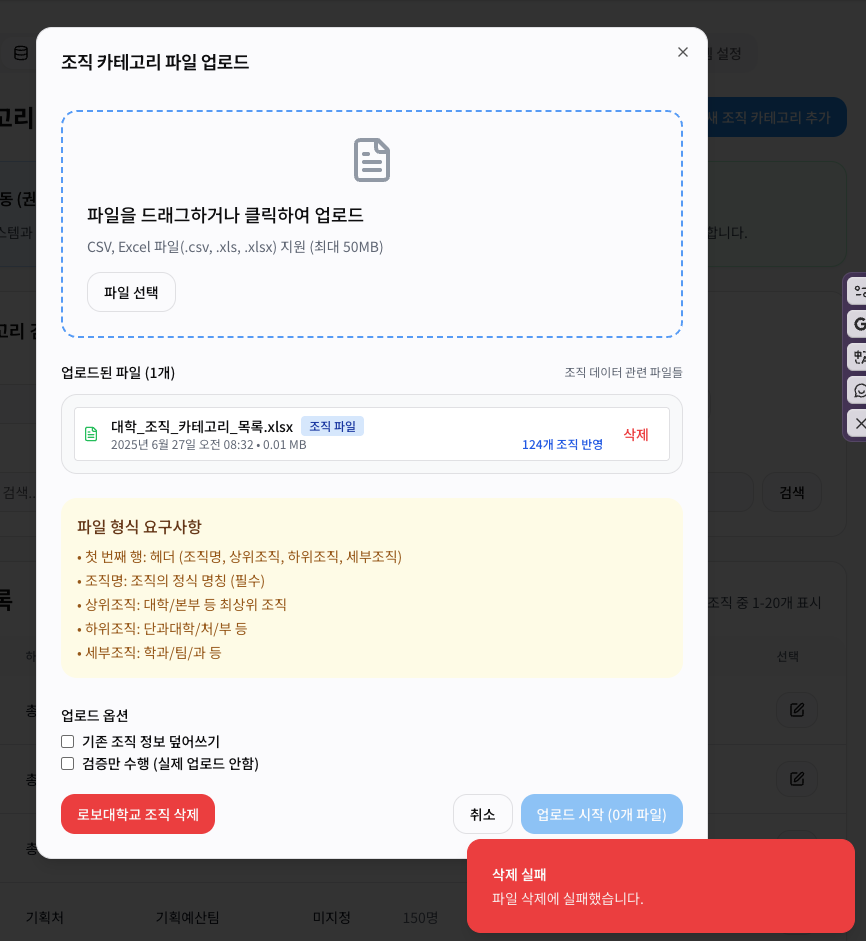 조직 카테고리 파일 업로드
설정
고리
새 조직 카테고리 추가
동 (권
스템과
합니다.
파일을 드래그하거나 클릭하여 업로드
CSV, Excel 파일(.csv, .xls, .xlsx) 지원 (최대 50MB)
파일 선택
고리 검
업로드된 파일 (1개)
조직 데이터 관련 파일들
대학_조직_카테고리_목록.xlsx
조직 파일
2025년 6월 27일 오전 08:32 • 0.01 MB
124개 조직 반영
삭제
검색..
검색
파일 형식 요구사항
• 첫 번째 행: 헤더 (조직명, 상위조직, 하위조직, 세부조직)
• 조직명: 조직의 정식 명칭 (필수)
• 상위조직: 대학/본부 등 최상위 조직
• 하위조직: 단과대학/처/부 등
• 세부조직: 학과/팀/과 등
록
조직 중 1-20개 표시
하
선택
총
총
총
업로드 옵션
기존 조직 정보 덮어쓰기
검증만 수행 (실제 업로드 안함)
로보대학교 조직 삭제
취소
업로드 시작 (0개 파일)
삭제 실패
파일 삭제에 실패했습니다.
기획처
기획예산팀
미지정
150명